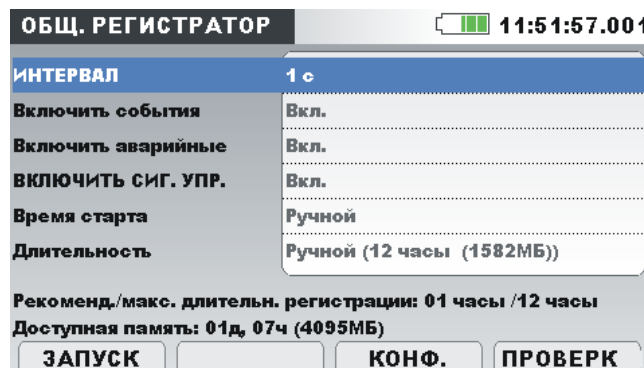 ОБЩ. РЕГИСТРАТОР 11:51:57.001
ИНТЕРВАЛ 1 с
Включить события Вкл.
Включить аварийные Вкл.
ВКЛЮЧИТЬ СИГ. УПР. Вкл.
Время старта Ручной
Длительность Ручной (12 часы (1582МБ))
Рекоменд./макс. длительн. регистрации: 01 часы /12 часы
Доступная память: 01д, 07ч (4095МБ)
ЗАПУСК КОНФ. ПРОВЕРК